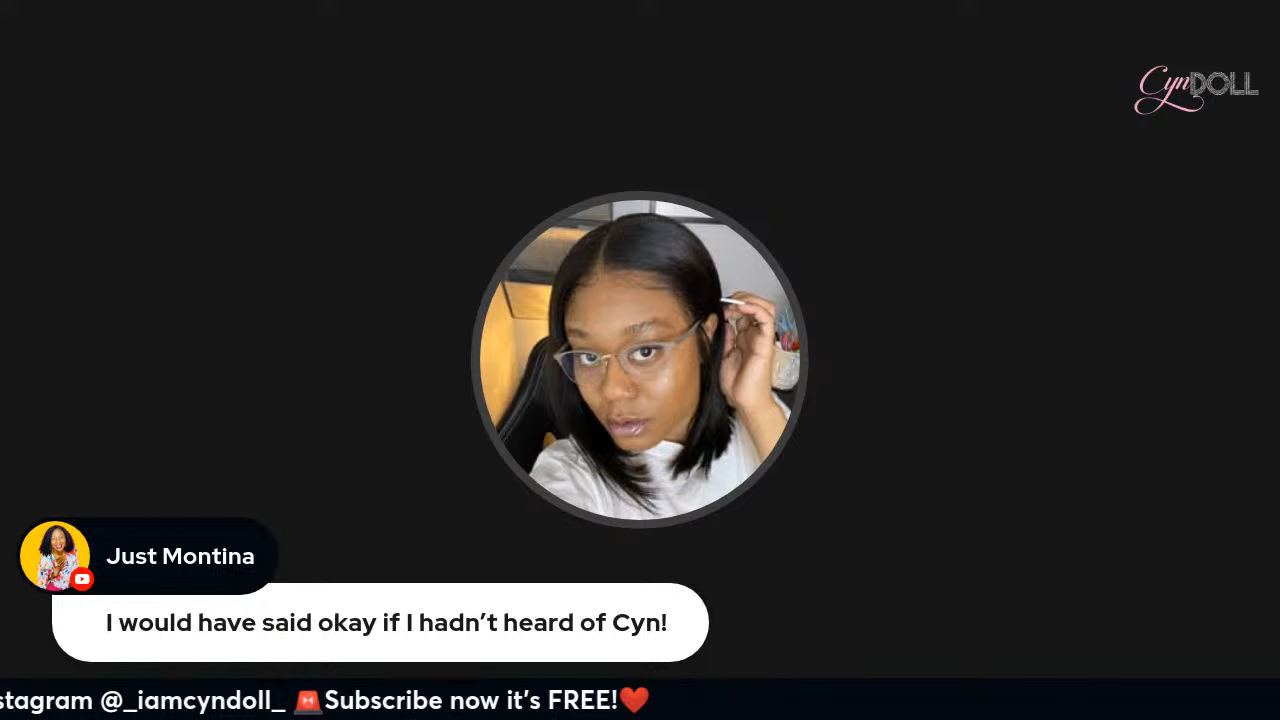 CynDOLL
Just Montina
I would have said okay if I hadn’t heard of Cyn!
stagram @_iamcyndoll_ 🚨Subscribe now it’s FREE!❤️